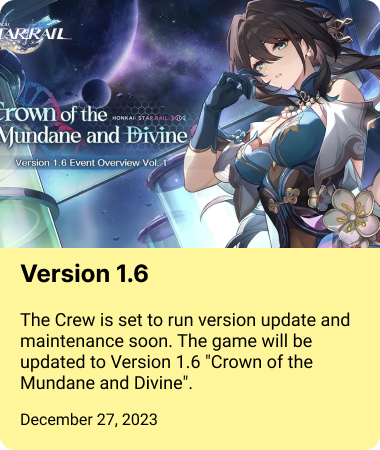 STAR:RAIL
Crown of the
HONKAI: STAR RAIL
Mundane and Divine
Version 1.6 Event Overview Vol. 1
Version 1.6
The Crew is set to run version update and
maintenance soon. The game will be
updated to Version 1.6 "Crown of the
Mundane and Divine".
December 27, 2023